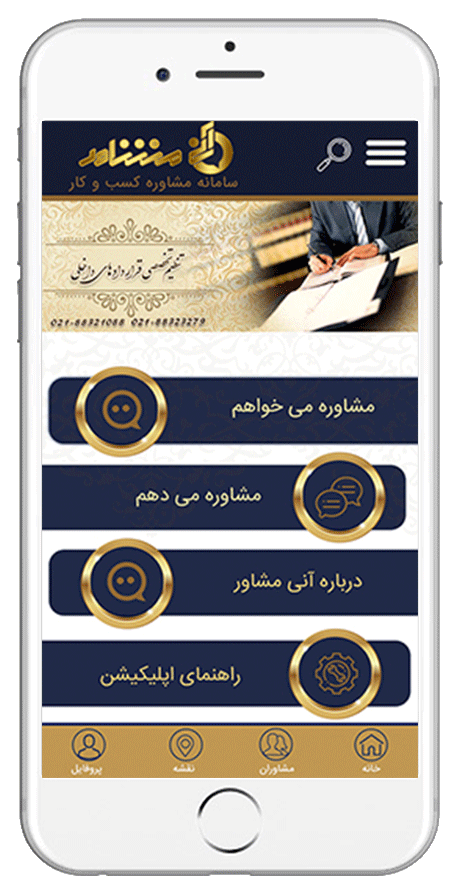 آنی مشاور
سامانه مشاوره کسب و کار
تنظیم تخصصی قراردادهای داخلی
021-88321088 021-88323279
مشاوره می خواهم
مشاوره می دهم
درباره آنی مشاور
راهنمای اپلیکیشن
خانه
مشاوران
نقشه
پروفایل